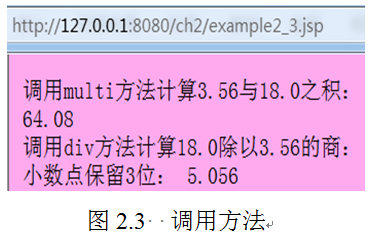 http://127.0.0.1:8080/ch2/example2_3.jsp
调用multi方法计算3.56与18.0之积:
64.08
调用div方法计算18.0除以3.56的商:
小数点保留3位: 5.056
图 2.3 调用方法